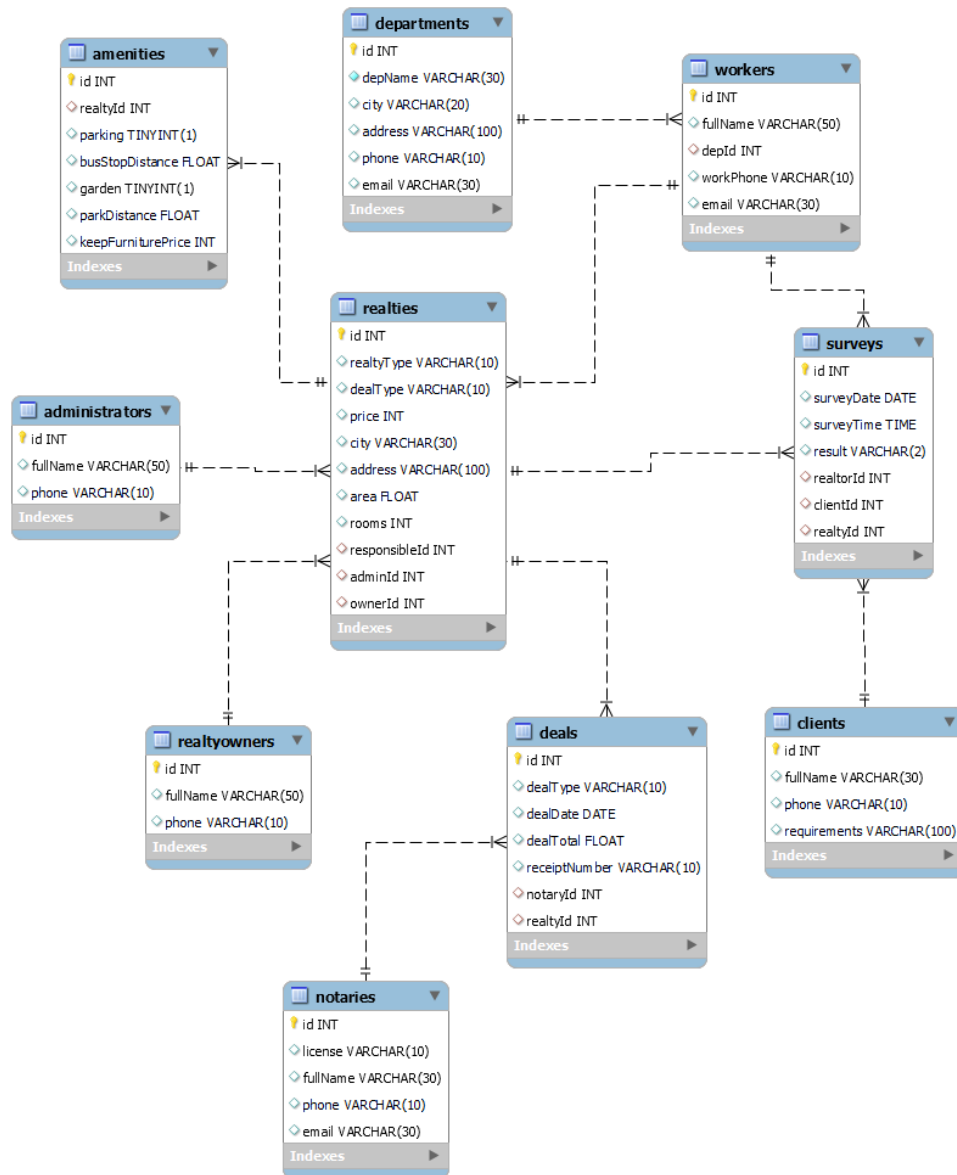 amenities
id INT
realtyId INT
parking TINYINT(1)
busStopDistance FLOAT
garden TINYINT(1)
parkDistance FLOAT
keepFurniturePrice INT
Indexes
departments
id INT
depName VARCHAR(30)
city VARCHAR(20)
address VARCHAR(100)
phone VARCHAR(10)
email VARCHAR(30)
Indexes
workers
id INT
fullName VARCHAR(50)
depId INT
workPhone VARCHAR(10)
email VARCHAR(30)
Indexes
realties
id INT
realtyType VARCHAR(10)
dealType VARCHAR(10)
price INT
city VARCHAR(30)
address VARCHAR(100)
area FLOAT
rooms INT
responsibleId INT
adminId INT
ownerId INT
Indexes
surveys
id INT
surveyDate DATE
surveyTime TIME
result VARCHAR(2)
realtorId INT
clientId INT
realtyId INT
Indexes
administrators
id INT
fullName VARCHAR(50)
phone VARCHAR(10)
Indexes
realtyowners
id INT
fullName VARCHAR(50)
phone VARCHAR(10)
Indexes
deals
id INT
dealType VARCHAR(10)
dealDate DATE
dealTotal FLOAT
receiptNumber VARCHAR(10)
notaryId INT
realtyId INT
Indexes
clients
id INT
fullName VARCHAR(30)
phone VARCHAR(10)
requirements VARCHAR(100)
Indexes
notaries
id INT
license VARCHAR(10)
fullName VARCHAR(30)
phone VARCHAR(10)
email VARCHAR(30)
Indexes